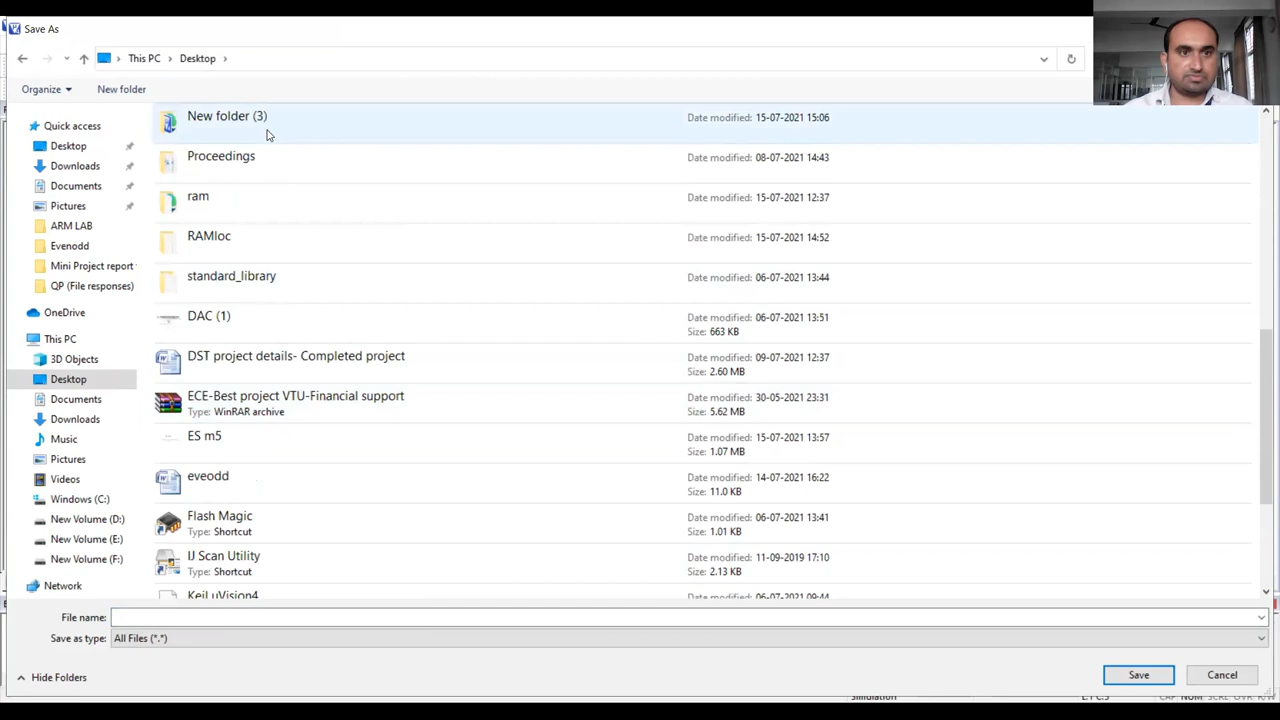 Save As
This PC > Desktop >
Organize New folder
New folder (3) Date modified: 15-07-2021 15:06
Quick access
Desktop
Proceedings Date modified: 08-07-2021 14:43
Downloads
Documents
ram Date modified: 15-07-2021 12:37
Pictures
ARM LAB
RAMloc Date modified: 15-07-2021 14:52
Evenodd
Mini Project report
standard_library Date modified: 06-07-2021 13:44
QP (File responses)
OneDrive
DAC (1) Date modified: 06-07-2021 13:51
Size: 663 KB
This PC
3D Objects
DST project details- Completed project Date modified: 09-07-2021 12:37
Size: 2.60 MB
Desktop
Documents
ECE-Best project VTU-Financial support Date modified: 30-05-2021 23:31
Type: WinRAR archive Size: 5.62 MB
Downloads
Music
ES m5 Date modified: 15-07-2021 13:57
Size: 1.07 MB
Pictures
Videos
eveodd Date modified: 14-07-2021 16:22
Size: 11.0 KB
Windows (C:)
New Volume (D:)
Flash Magic Date modified: 06-07-2021 13:41
Type: Shortcut Size: 1.01 KB
New Volume (E:)
New Volume (F:)
IJ Scan Utility Date modified: 11-09-2019 17:10
Type: Shortcut Size: 2.13 KB
Network
Keil uVision4 Date modified: 06-07-2021 09:44
File name:
Save as type: All Files (*.*)
Hide Folders Save Cancel
Simulation